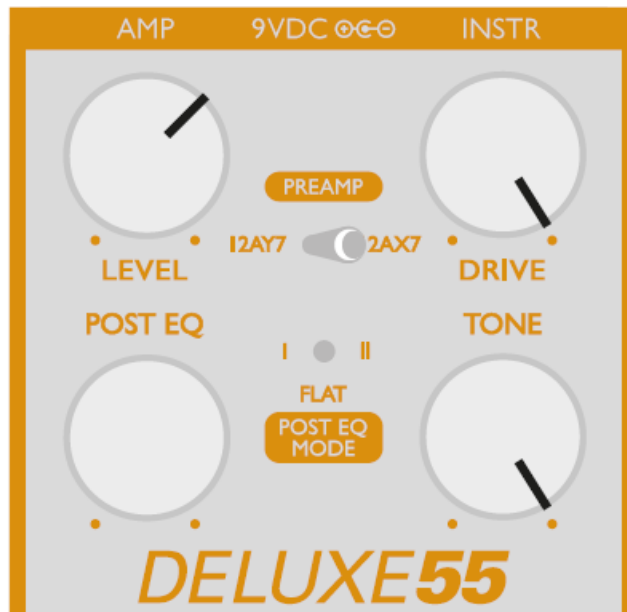 AMP 9VDC INSTR
PREAMP
12AY7 2AX7
LEVEL DRIVE
POST EQ TONE
I II
FLAT
POST EQ
MODE
DELUXE55